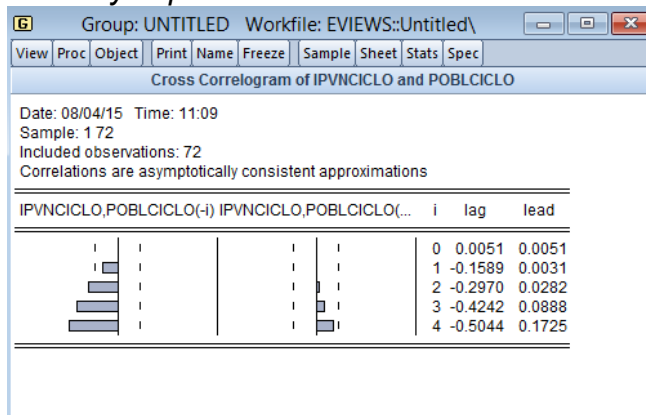 Group: UNTITLED Workfile: EVIEWS::Untitled\
View Proc Object Print Name Freeze Sample Sheet Stats Spec
Cross Correlogram of IPVNCICLO and POBLCICLO
Date: 08/04/15 Time: 11:09
Sample: 1 72
Included observations: 72
Correlations are asymptotically consistent approximations
IPVNCICLO,POBLCICLO(-i) IPVNCICLO,POBLCICLO(... i lag lead
0 0.0051 0.0051
1 -0.1589 0.0031
2 -0.2970 0.0282
3 -0.4242 0.0888
4 -0.5044 0.1725